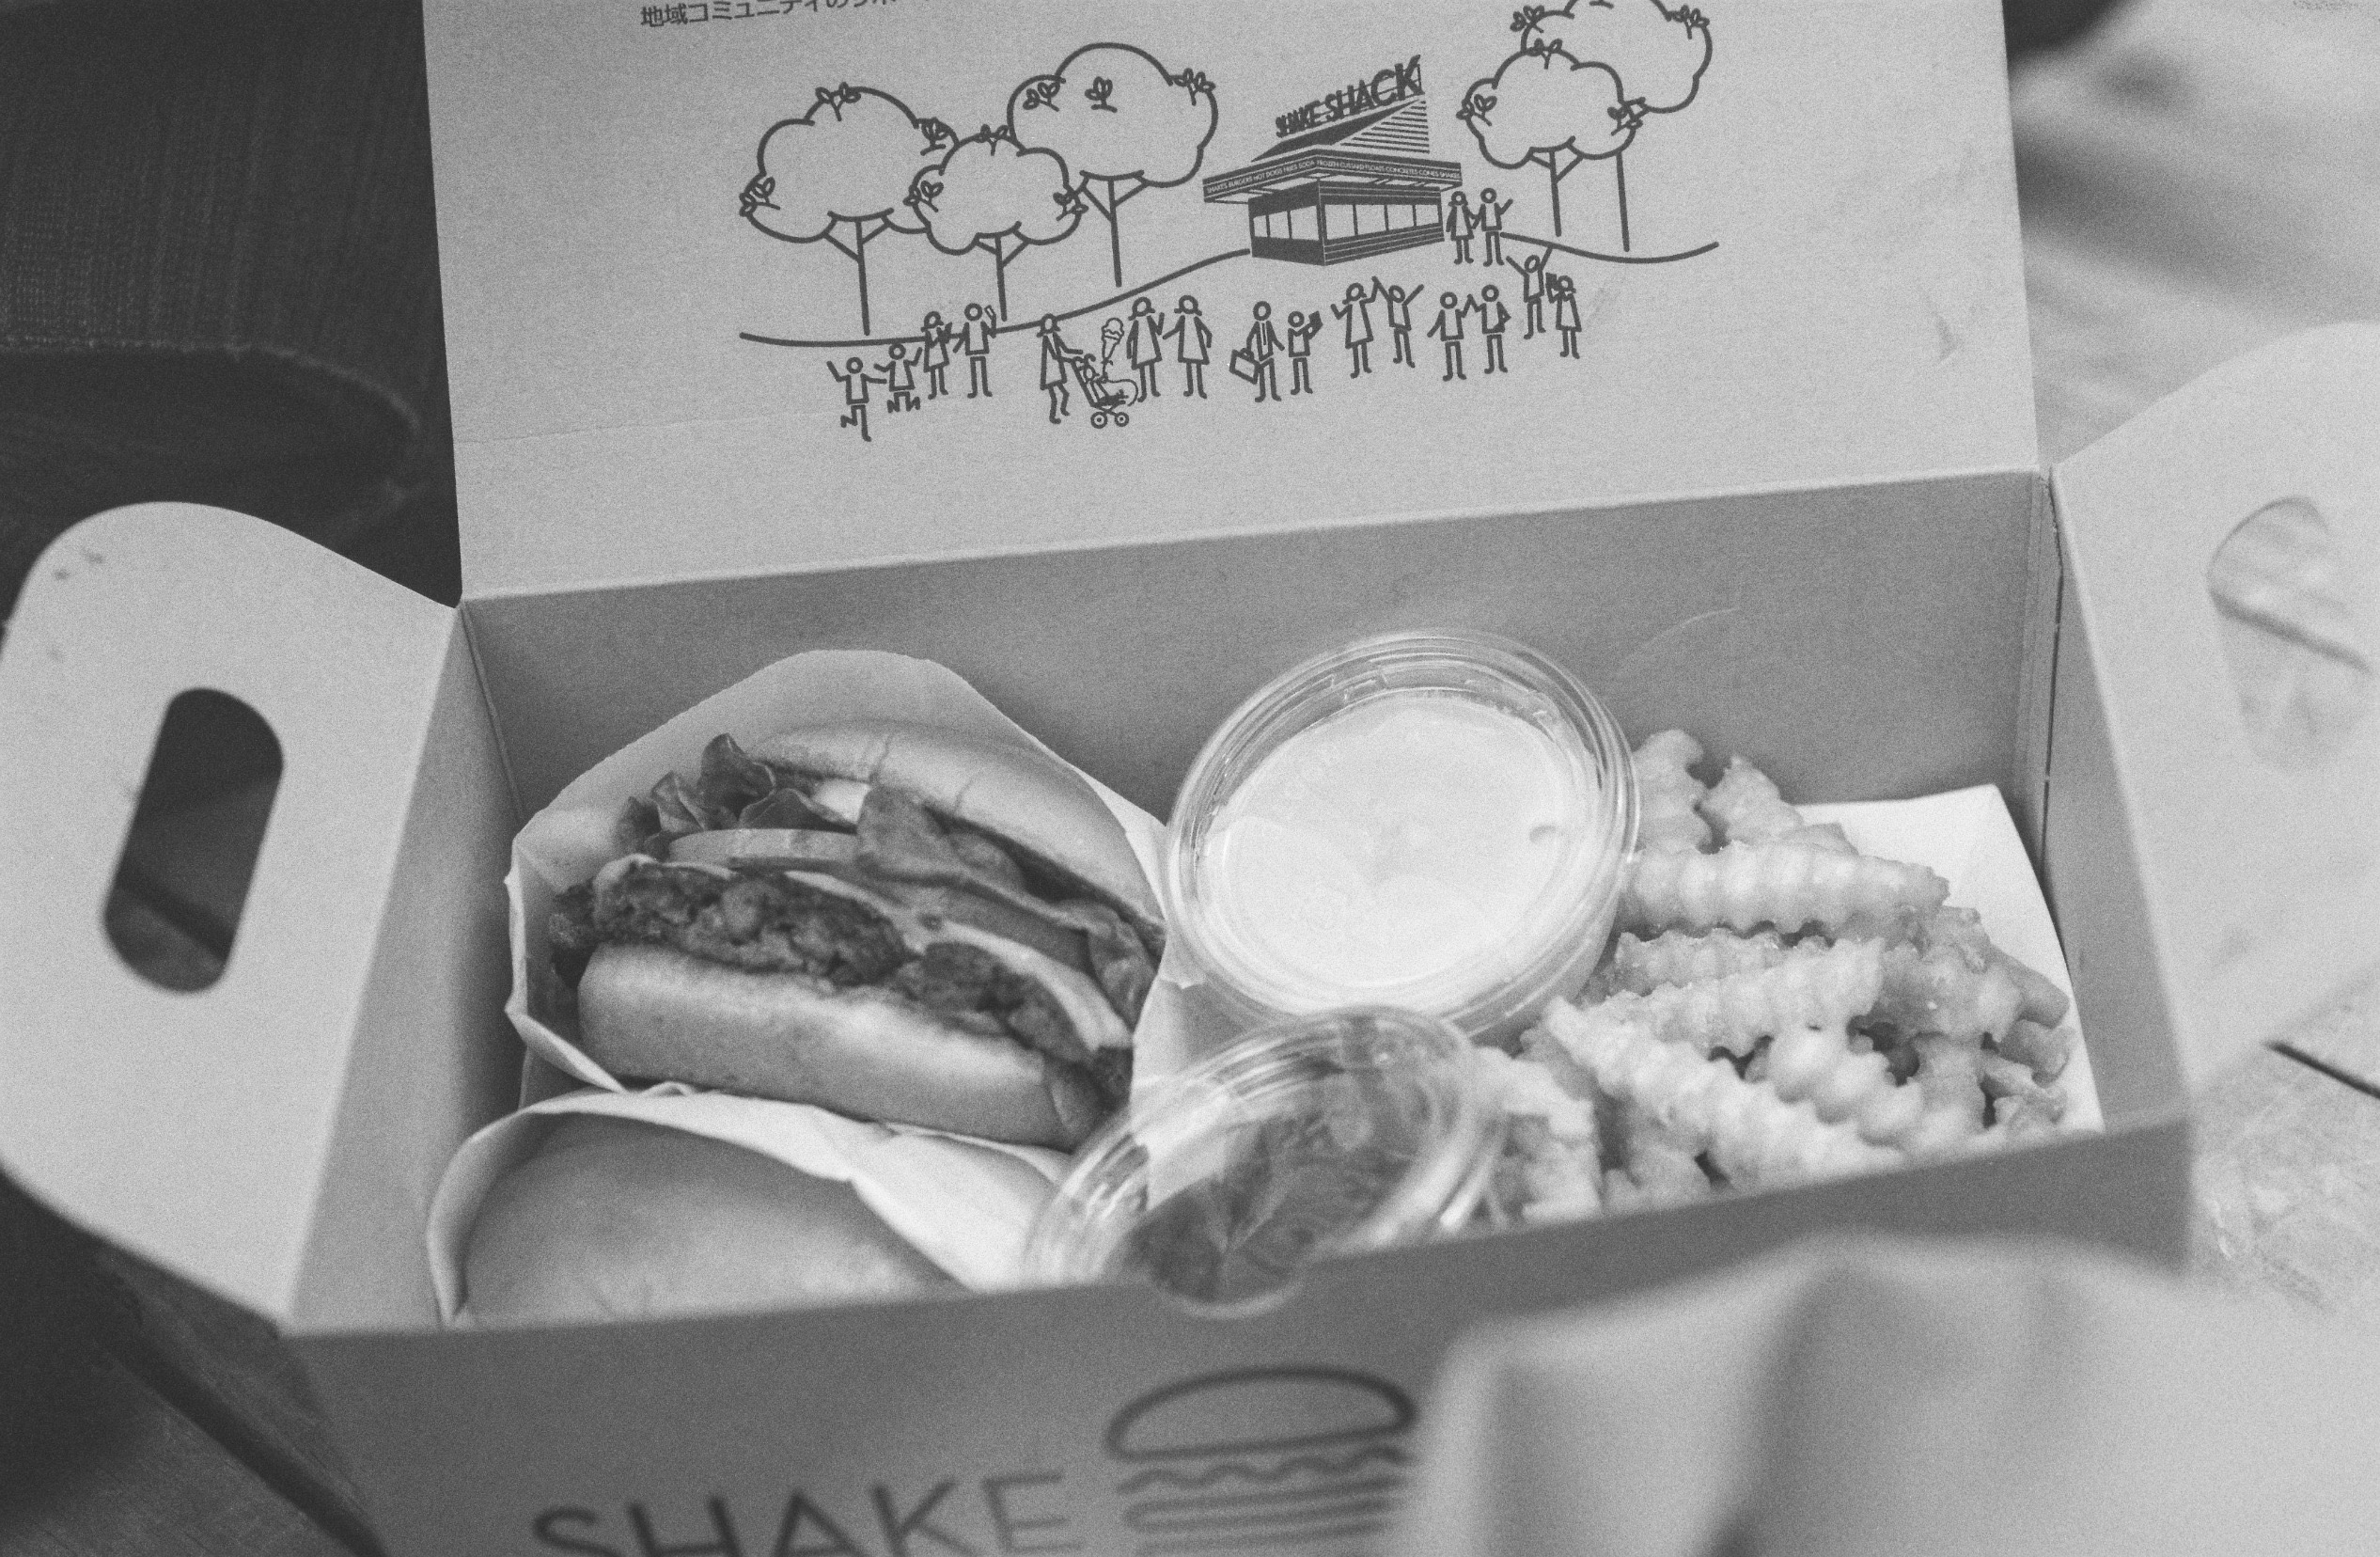 地域コミュニティのサポ
SHAKE SHACK
SHAKES BURGERS HOT DOGS FRIES SODA FROZEN CUSTARD FLOATS CONCRETES CONES SHAKES
SHAKE